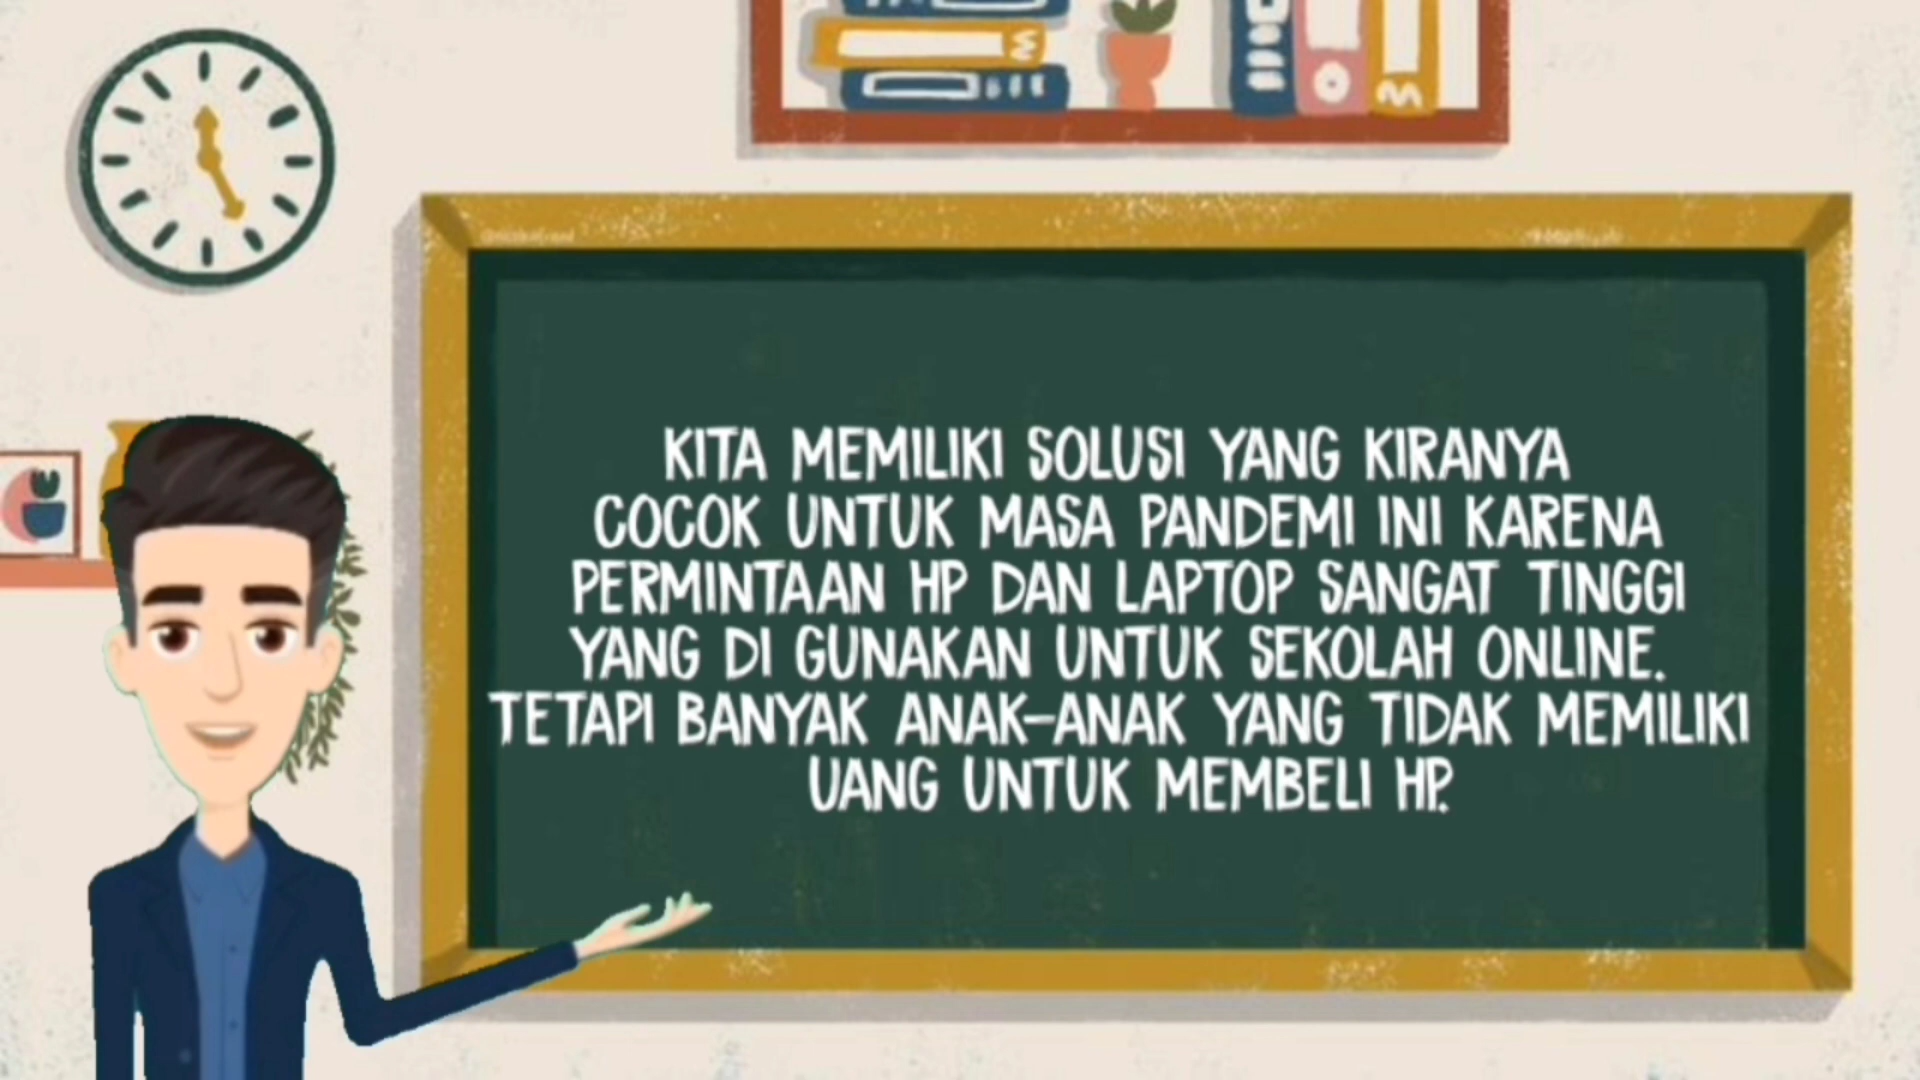 KITA MEMILIKI SOLUSI YANG KIRANYA
COCOK UNTUK MASA PANDEMI INI KARENA
PERMINTAAN HP DAN LAPTOP SANGAT TINGGI
YANG DI GUNAKAN UNTUK SEKOLAH ONLINE.
TETAPI BANYAK ANAK-ANAK YANG TIDAK MEMILIKI
UANG UNTUK MEMBELI HP.